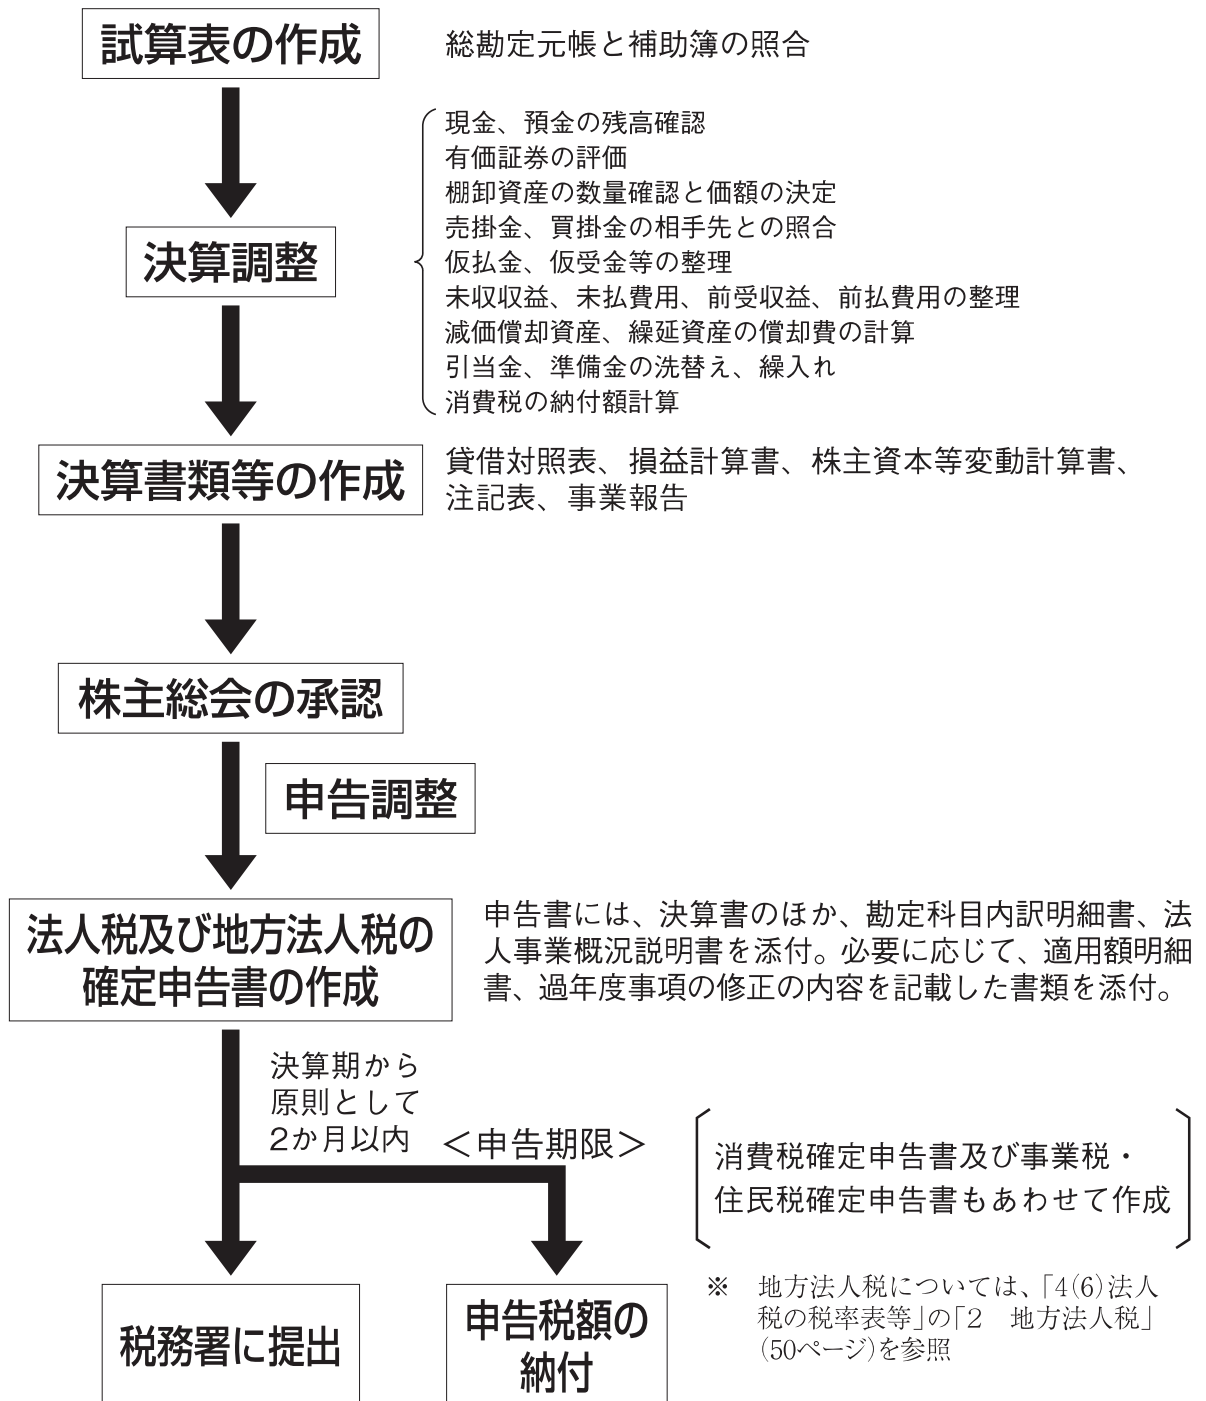 試算表の作成
総勘定元帳と補助簿の照合
現金、預金の残高確認
有価証券の評価
棚卸資産の数量確認と価額の決定
売掛金、買掛金の相手先との照合
決算調整
仮払金、仮受金等の整理
未収収益、未払費用、前受収益、前払費用の整理
減価償却資産、繰延資産の償却費の計算
引当金、準備金の洗替え、繰入れ
消費税の納付額計算
決算書類等の作成
貸借対照表、損益計算書、株主資本等変動計算書、
注記表、事業報告
株主総会の承認
申告調整
法人税及び地方法人税の
確定申告書の作成
申告書には、決算書のほか、勘定科目内訳明細書、法
人事業概況説明書を添付。必要に応じて、適用額明細
書、過年度事項の修正の内容を記載した書類を添付。
決算期から
原則として
2か月以内
＜申告期限＞
消費税確定申告書及び事業税・
住民税確定申告書もあわせて作成
税務署に提出
申告税額の
納付
※　地方法人税については、「4(6)法人
税の税率表等」の「2　地方法人税」
(50ページ)を参照